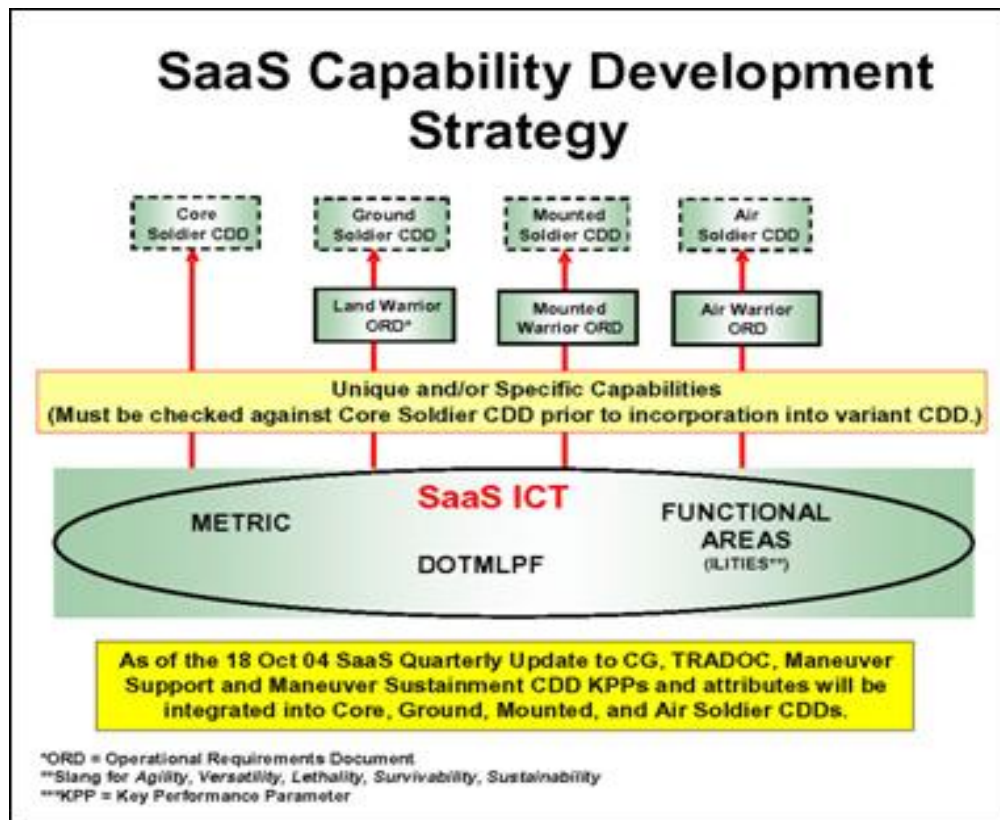 SaaS Capability Development
Strategy
Core
Soldier CDD
Ground
Soldier CDD
Mounted
Soldier CDD
Air
Soldier CDD
Land Warrior
ORD*
Mounted
Warrior ORD
Air Warrior
ORD
Unique and/or Specific Capabilities
(Must be checked against Core Soldier CDD prior to incorporation into variant CDD.)
SaaS ICT
METRIC
DOTMLPF
FUNCTIONAL
AREAS
(ILITIES**)
As of the 18 Oct 04 SaaS Quarterly Update to CG, TRADOC, Maneuver
Support and Maneuver Sustainment CDD KPPs and attributes will be
integrated into Core, Ground, Mounted, and Air Soldier CDDs.
*ORD = Operational Requirements Document
**Slang for Agility, Versatility, Lethality, Survivability, Sustainability
***KPP = Key Performance Parameter